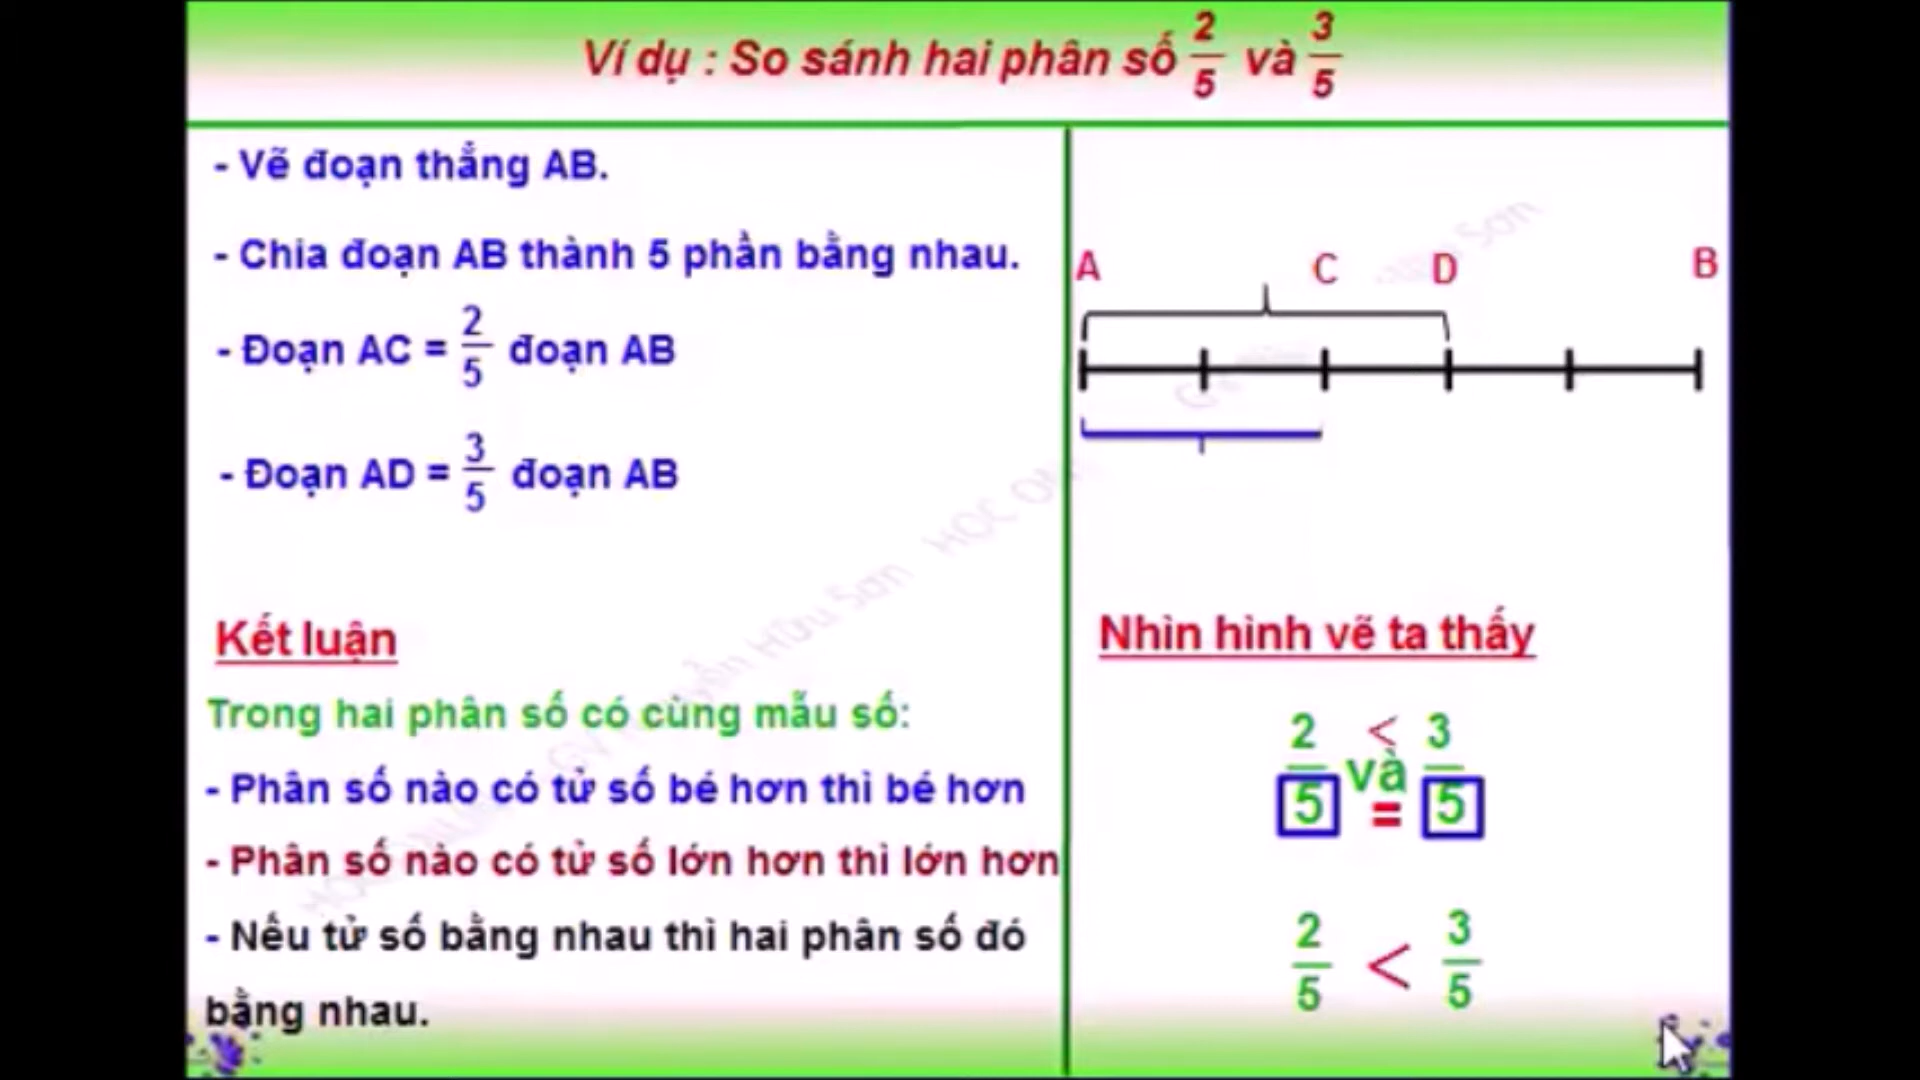 Ví dụ : So sánh hai phân số 2/5 và 3/5
- Vẽ đoạn thẳng AB.
- Chia đoạn AB thành 5 phần bằng nhau.
- Đoạn AC = 2/5 đoạn AB
- Đoạn AD = 3/5 đoạn AB
A C D B
Kết luận
Trong hai phân số có cùng mẫu số:
- Phân số nào có tử số bé hơn thì bé hơn
- Phân số nào có tử số lớn hơn thì lớn hơn
- Nếu tử số bằng nhau thì hai phân số đó
bằng nhau.
Nhìn hình vẽ ta thấy
2 < 3
và
5 = 5
2/5 < 3/5
Hữu Sơn HỌC